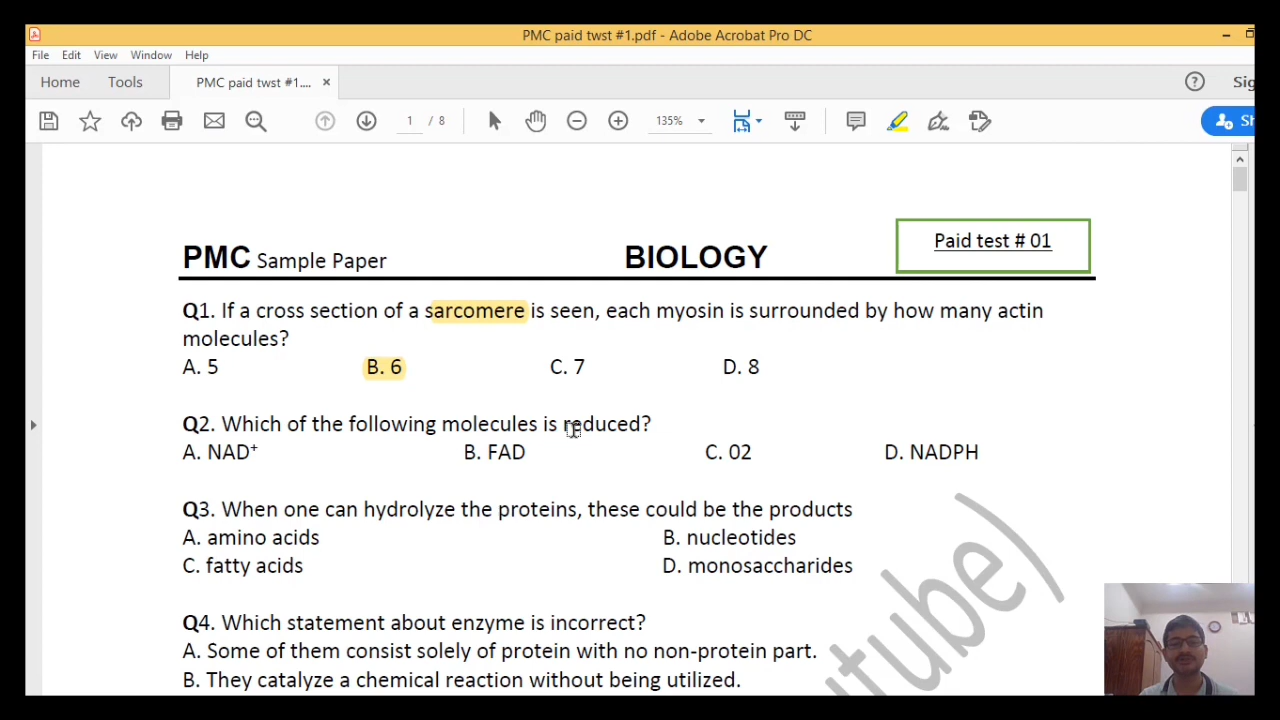 PMC paid twst #1.pdf - Adobe Acrobat Pro DC
File Edit View Window Help
Home Tools PMC paid twst #1.... ×
1 / 8 135%
Paid test # 01
PMC Sample Paper BIOLOGY
Q1. If a cross section of a sarcomere is seen, each myosin is surrounded by how many actin
molecules?
A. 5 B. 6 C. 7 D. 8
Q2. Which of the following molecules is reduced?
A. NAD⁺ B. FAD C. 02 D. NADPH
Q3. When one can hydrolyze the proteins, these could be the products
A. amino acids B. nucleotides
C. fatty acids D. monosaccharides
Q4. Which statement about enzyme is incorrect?
A. Some of them consist solely of protein with no non-protein part.
B. They catalyze a chemical reaction without being utilized.
utube)